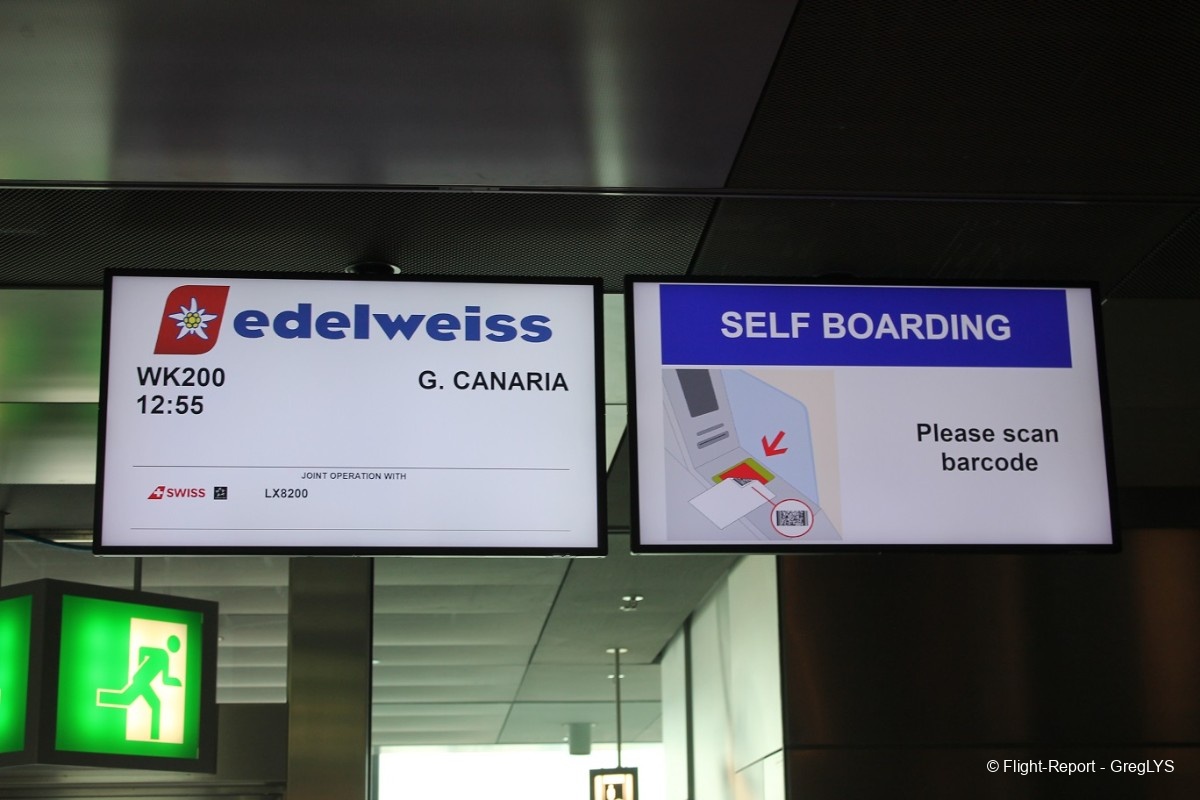 edelweiss
WK200
G. CANARIA
12:55
JOINT OPERATION WITH
SWISS
LX8200
SELF BOARDING
Please scan
barcode
© Flight-Report - GregLYS